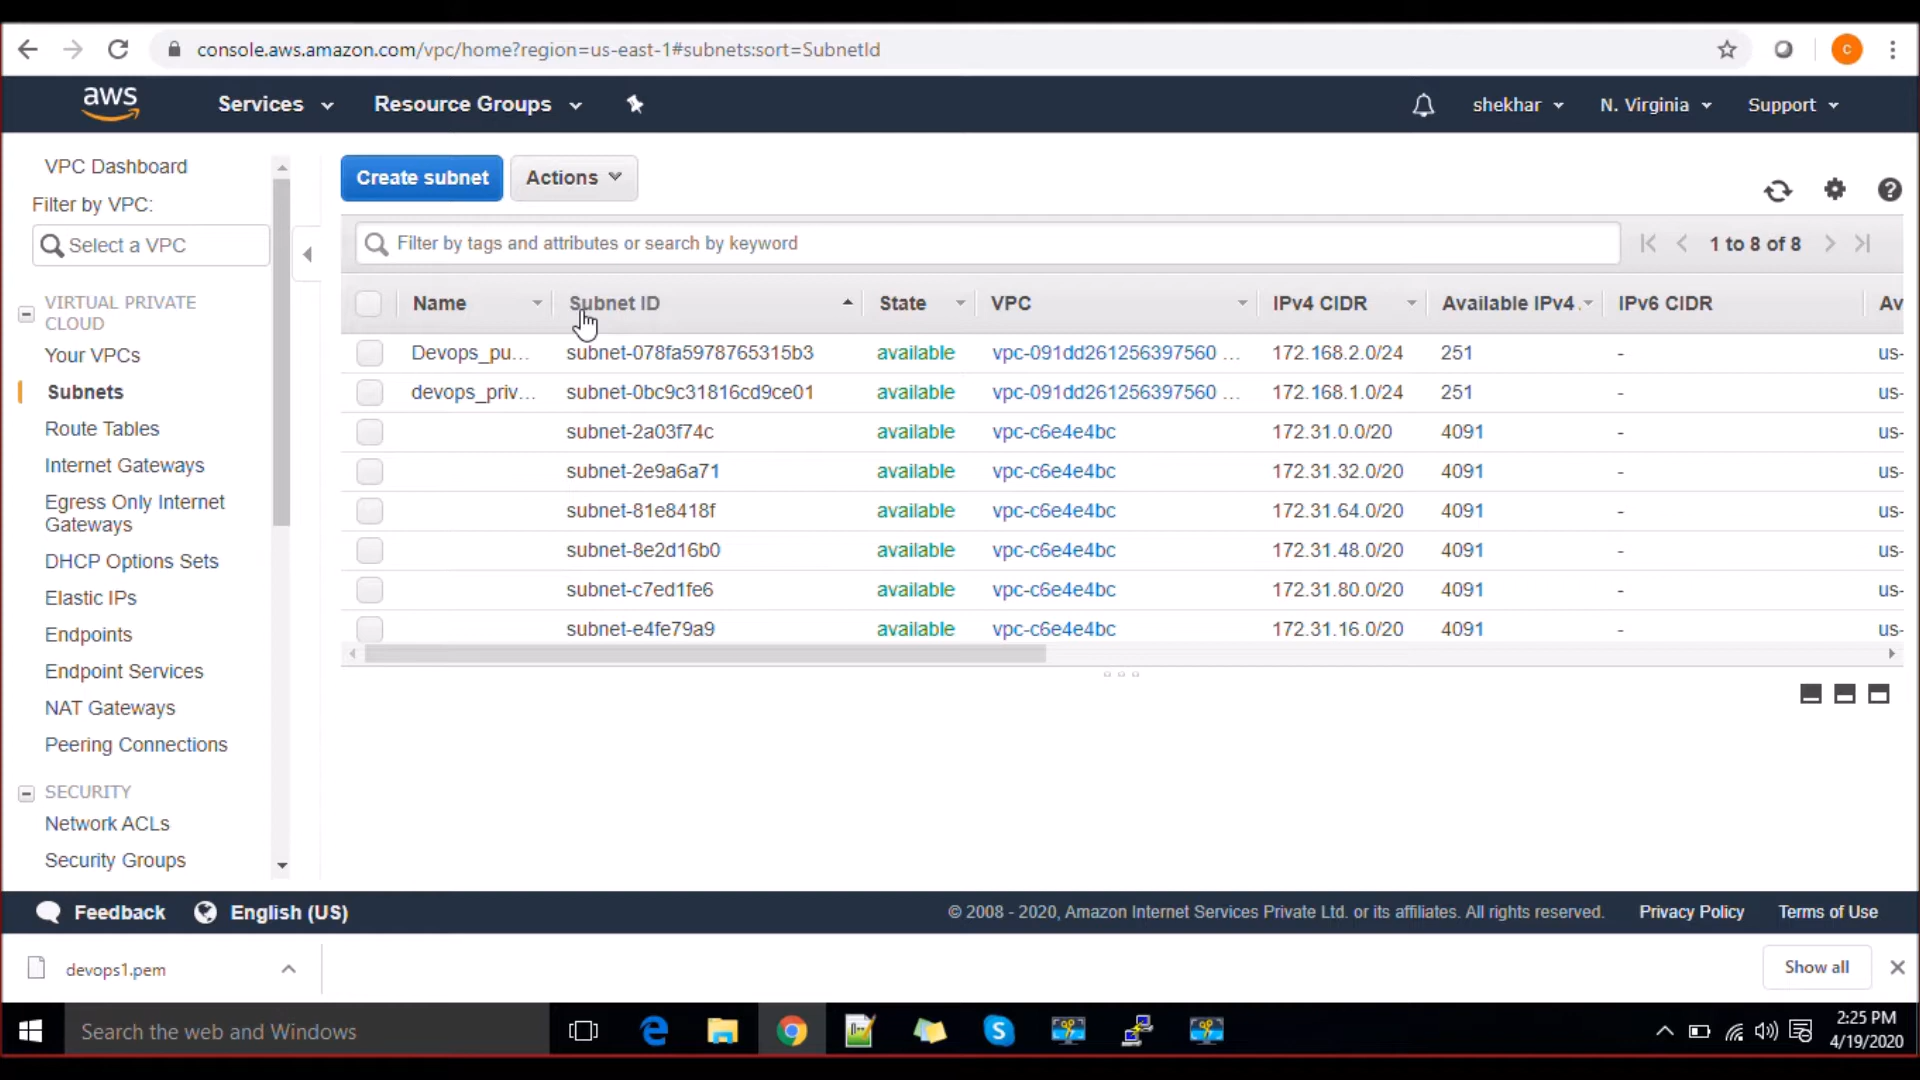 console.aws.amazon.com/vpc/home?region=us-east-1#subnets:sort=SubnetId
C
aws
Services
Resource Groups
shekhar
N. Virginia
Support
VPC Dashboard
Filter by VPC:
Select a VPC
VIRTUAL PRIVATE
CLOUD
Your VPCs
Subnets
Route Tables
Internet Gateways
Egress Only Internet
Gateways
DHCP Options Sets
Elastic IPs
Endpoints
Endpoint Services
NAT Gateways
Peering Connections
SECURITY
Network ACLs
Security Groups
Create subnet
Actions
Filter by tags and attributes or search by keyword
1 to 8 of 8
Name Subnet ID State VPC IPv4 CIDR Available IPv4 IPv6 CIDR Av
Devops_pu... subnet-078fa5978765315b3 available vpc-091dd261256397560 ... 172.168.2.0/24 251 - us-
devops_priv... subnet-0bc9c31816cd9ce01 available vpc-091dd261256397560 ... 172.168.1.0/24 251 - us-
subnet-2a03f74c available vpc-c6e4e4bc 172.31.0.0/20 4091 - us-
subnet-2e9a6a71 available vpc-c6e4e4bc 172.31.32.0/20 4091 - us-
subnet-81e8418f available vpc-c6e4e4bc 172.31.64.0/20 4091 - us-
subnet-8e2d16b0 available vpc-c6e4e4bc 172.31.48.0/20 4091 - us-
subnet-c7ed1fe6 available vpc-c6e4e4bc 172.31.80.0/20 4091 - us-
subnet-e4fe79a9 available vpc-c6e4e4bc 172.31.16.0/20 4091 - us-
Feedback
English (US)
© 2008 - 2020, Amazon Internet Services Private Ltd. or its affiliates. All rights reserved.
Privacy Policy
Terms of Use
devops1.pem
Show all
Search the web and Windows
2:25 PM
4/19/2020